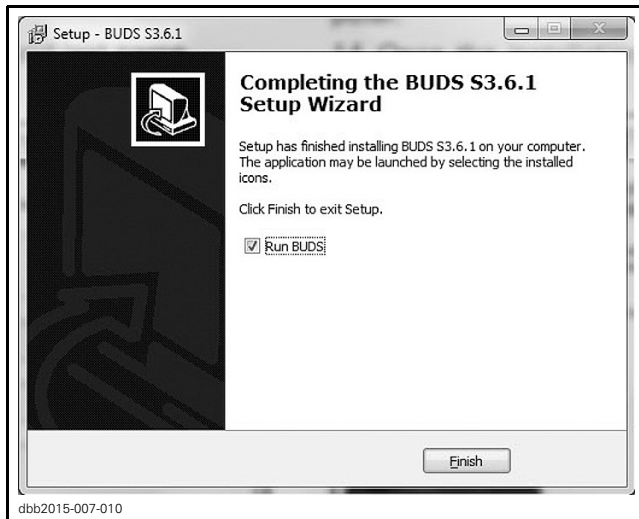 Setup - BUDS S3.6.1
Completing the BUDS S3.6.1
Setup Wizard
Setup has finished installing BUDS S3.6.1 on your computer.
The application may be launched by selecting the installed
icons.
Click Finish to exit Setup.
Run BUDS
Finish
dbb2015-007-010